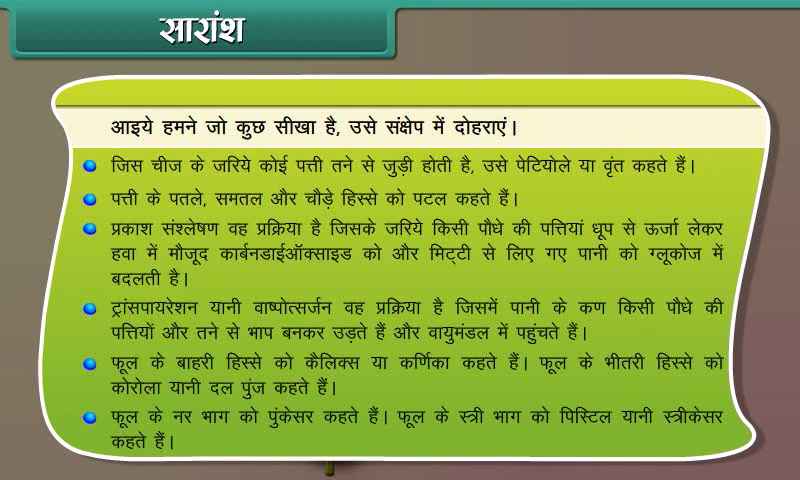 सारांश
आइये हमने जो कुछ सीखा है, उसे संक्षेप में दोहराएं।
जिस चीज के जरिये कोई पत्ती तने से जुड़ी होती है, उसे पेटियोले या वृंत कहते हैं।
पत्ती के पतले, समतल और चौड़े हिस्से को पटल कहते हैं।
प्रकाश संश्लेषण वह प्रक्रिया है जिसके जरिये किसी पौधे की पत्तियां धूप से ऊर्जा लेकर
हवा में मौजूद कार्बनडाईऑक्साइड को और मिट्टी से लिए गए पानी को ग्लूकोज में
बदलती है।
ट्रांसपायरेशन यानी वाष्पोत्सर्जन वह प्रक्रिया है जिसमें पानी के कण किसी पौधे की
पत्तियों और तने से भाप बनकर उड़ते हैं और वायुमंडल में पहुंचते हैं।
फूल के बाहरी हिस्से को कैलिक्स या कर्णिका कहते हैं। फूल के भीतरी हिस्से को
कोरोला यानी दल पुंज कहते हैं।
फूल के नर भाग को पुंकेसर कहते हैं। फूल के स्त्री भाग को पिस्टिल यानी स्त्रीकेसर
कहते हैं।